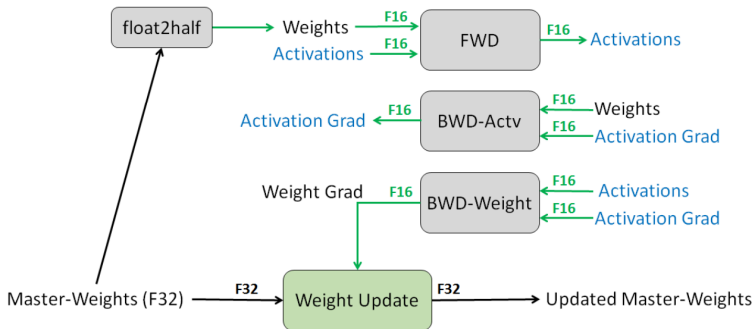 float2half
Weights
F16
FWD
F16
Activations
Activations
F16
Activation Grad
F16
BWD-Actv
F16
Weights
F16
Activation Grad
Weight Grad
F16
BWD-Weight
F16
Activations
F16
Activation Grad
Master-Weights (F32)
F32
Weight Update
F32
Updated Master-Weights